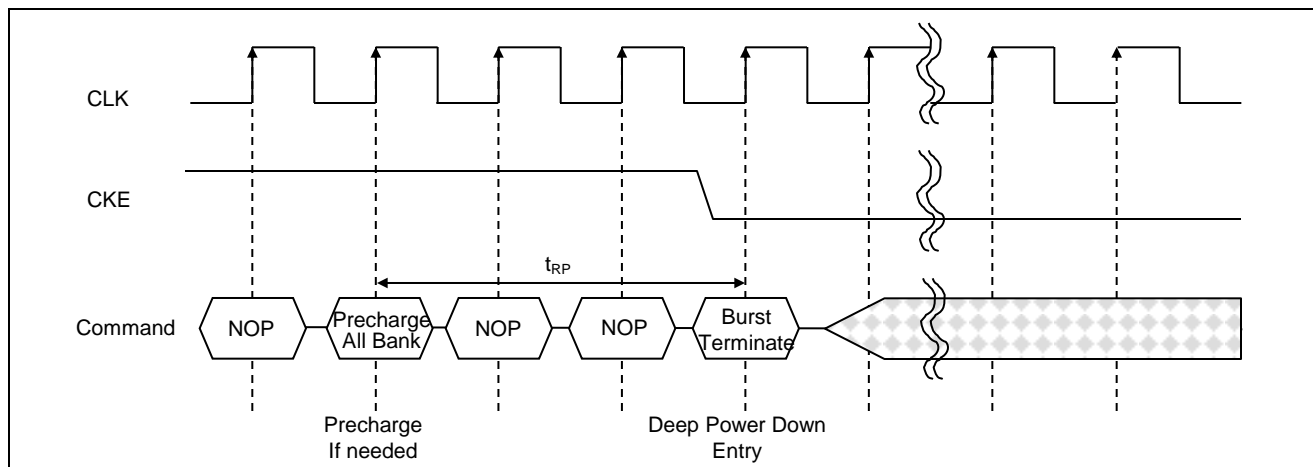 CLK
CKE
tRP
Command
NOP
Precharge
All Bank
NOP
NOP
Burst
Terminate
Precharge
If needed
Deep Power Down
Entry